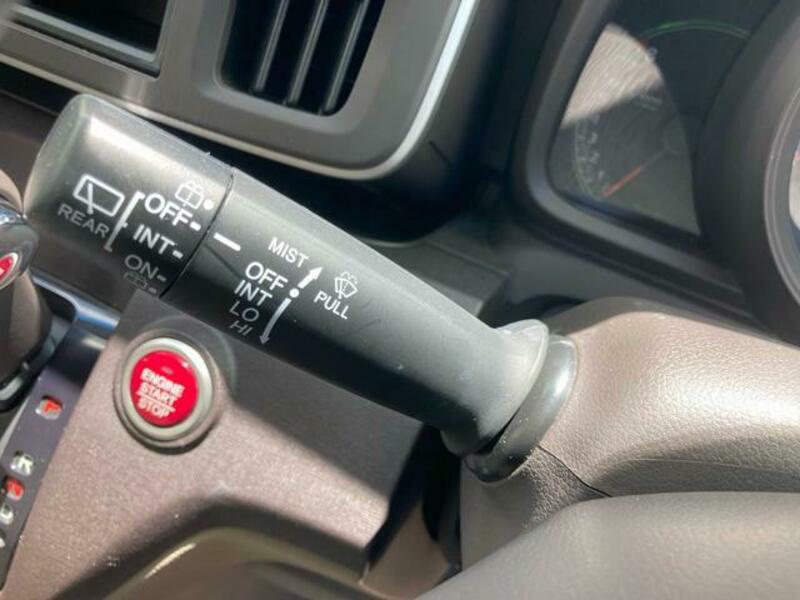 REAR
OFF
INT
ON
MIST
OFF
INT
LO
HI
PULL
ENGINE
START
STOP
R
N